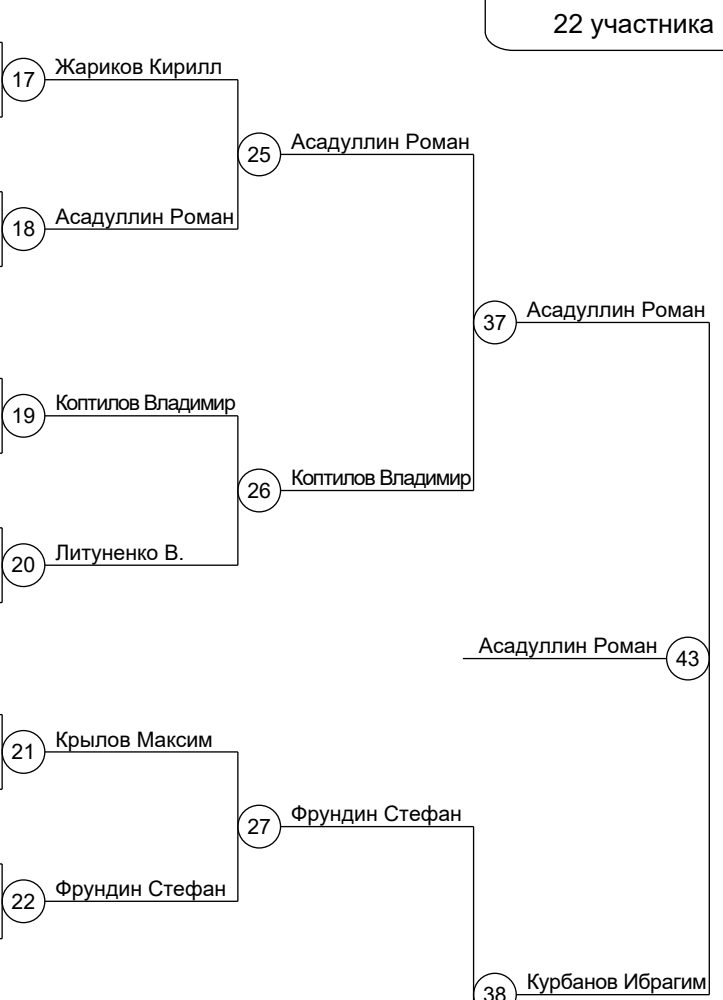 22 участника
17 Жариков Кирилл
25 Асадуллин Роман
18 Асадуллин Роман
37 Асадуллин Роман
19 Коптилов Владимир
26 Коптилов Владимир
20 Литуненко В.
Асадуллин Роман 43
21 Крылов Максим
27 Фрундин Стефан
22 Фрундин Стефан
38 Курбанов Ибрагим